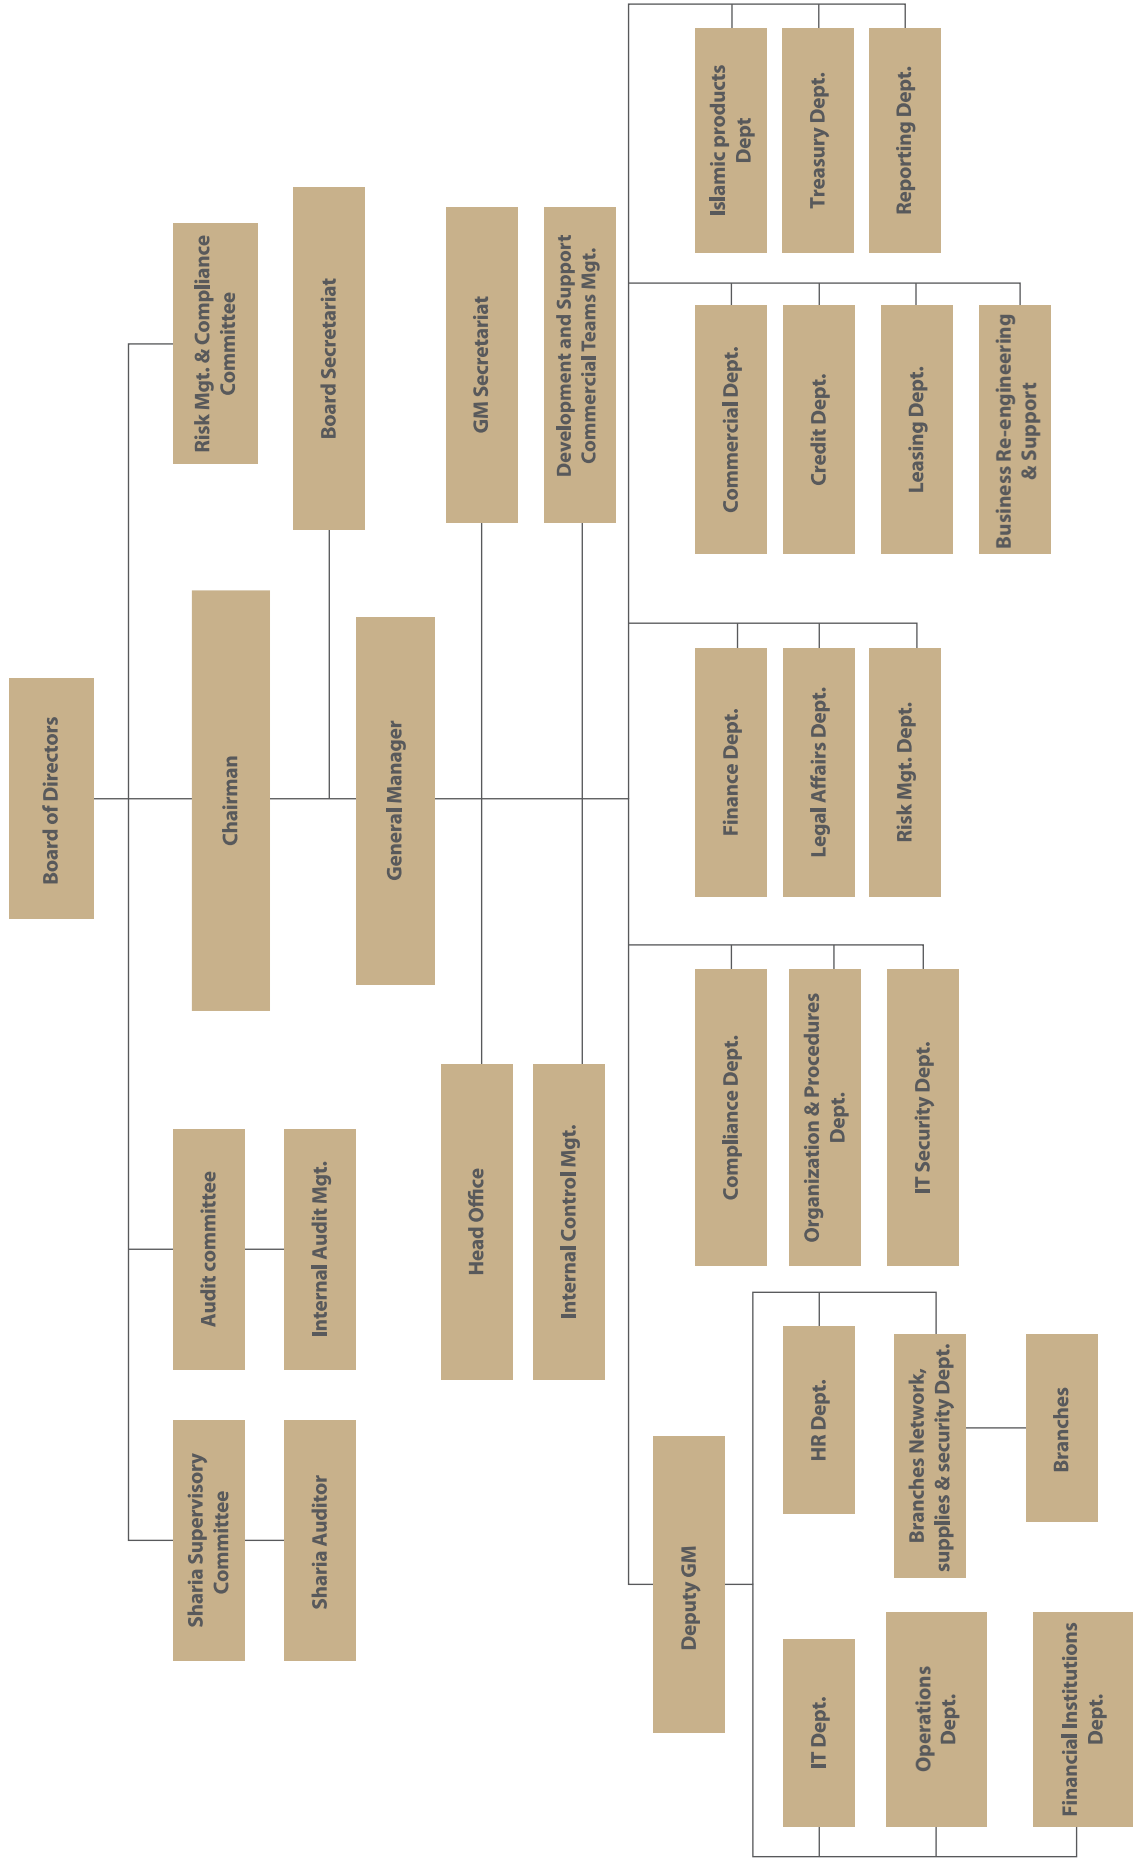 Board of Directors
Sharia Supervisory
Committee
Audit committee
Risk Mgt. & Compliance
Committee
Chairman
Sharia Auditor
Internal Audit Mgt.
Board Secretariat
General Manager
Head Office
GM Secretariat
Internal Control Mgt.
Development and Support
Commercial Teams Mgt.
Deputy GM
IT Dept.
Operations
Dept.
Financial Institutions
Dept.
HR Dept.
Branches Network,
supplies & security Dept.
Branches
Compliance Dept.
Organization & Procedures
Dept.
IT Security Dept.
Finance Dept.
Legal Affairs Dept.
Risk Mgt. Dept.
Commercial Dept.
Credit Dept.
Leasing Dept.
Business Re-engineering
& Support
Islamic products
Dept
Treasury Dept.
Reporting Dept.